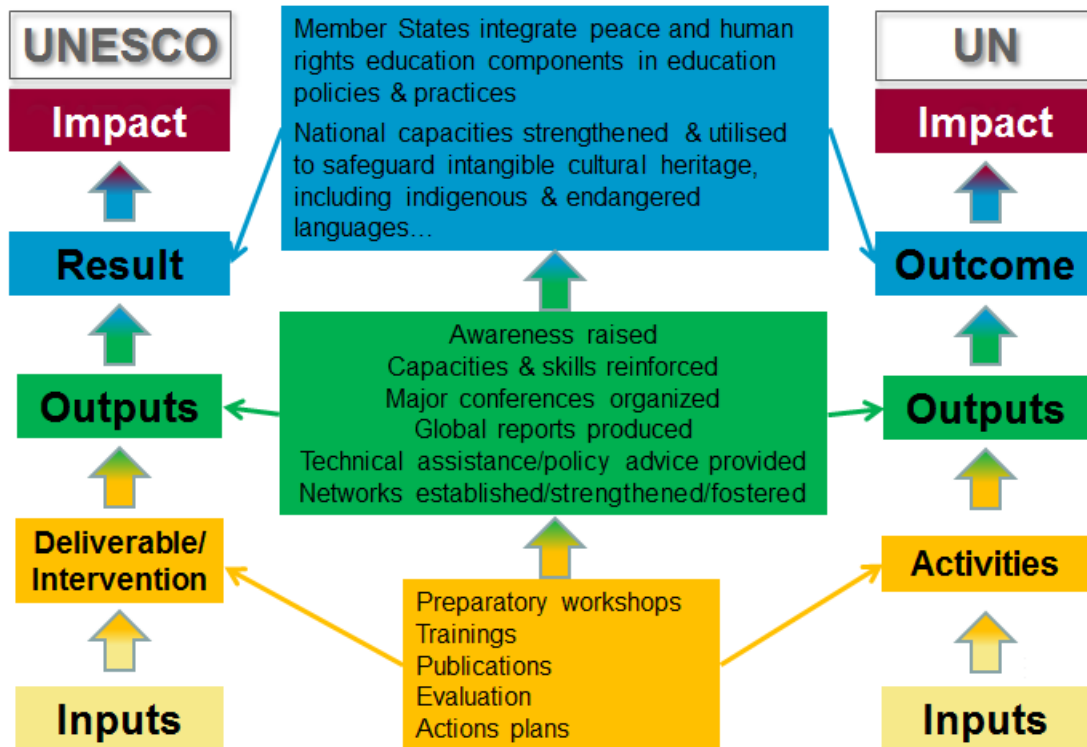 UNESCO
Impact
Result
Outputs
Deliverable/
Intervention
Inputs
Member States integrate peace and human
rights education components in education
policies & practices
National capacities strengthened & utilised
to safeguard intangible cultural heritage,
including indigenous & endangered
languages…
Awareness raised
Capacities & skills reinforced
Major conferences organized
Global reports produced
Technical assistance/policy advice provided
Networks established/strengthened/fostered
Preparatory workshops
Trainings
Publications
Evaluation
Actions plans
UN
Impact
Outcome
Outputs
Activities
Inputs